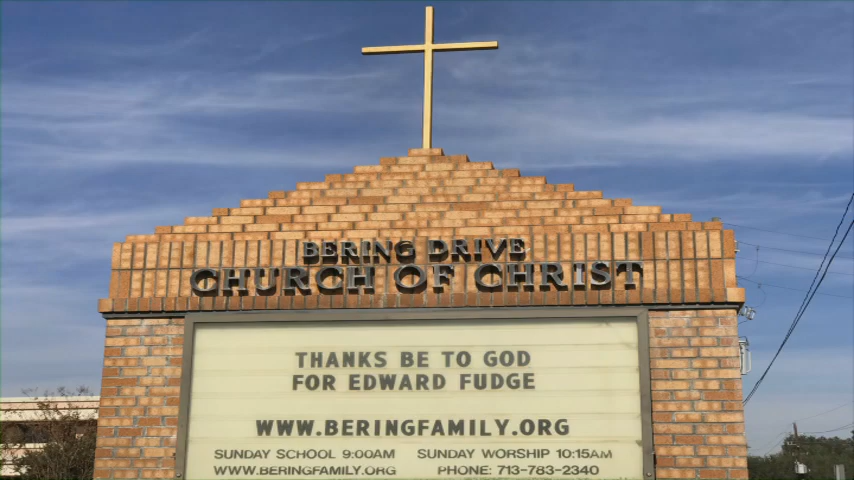 BERING DRIVE
CHURCH OF CHRIST
THANKS BE TO GOD
FOR EDWARD FUDGE
WWW.BERINGFAMILY.ORG
SUNDAY SCHOOL 9:00AM SUNDAY WORSHIP 10:15AM
WWW.BERINGFAMILY.ORG PHONE: 713-783-2340